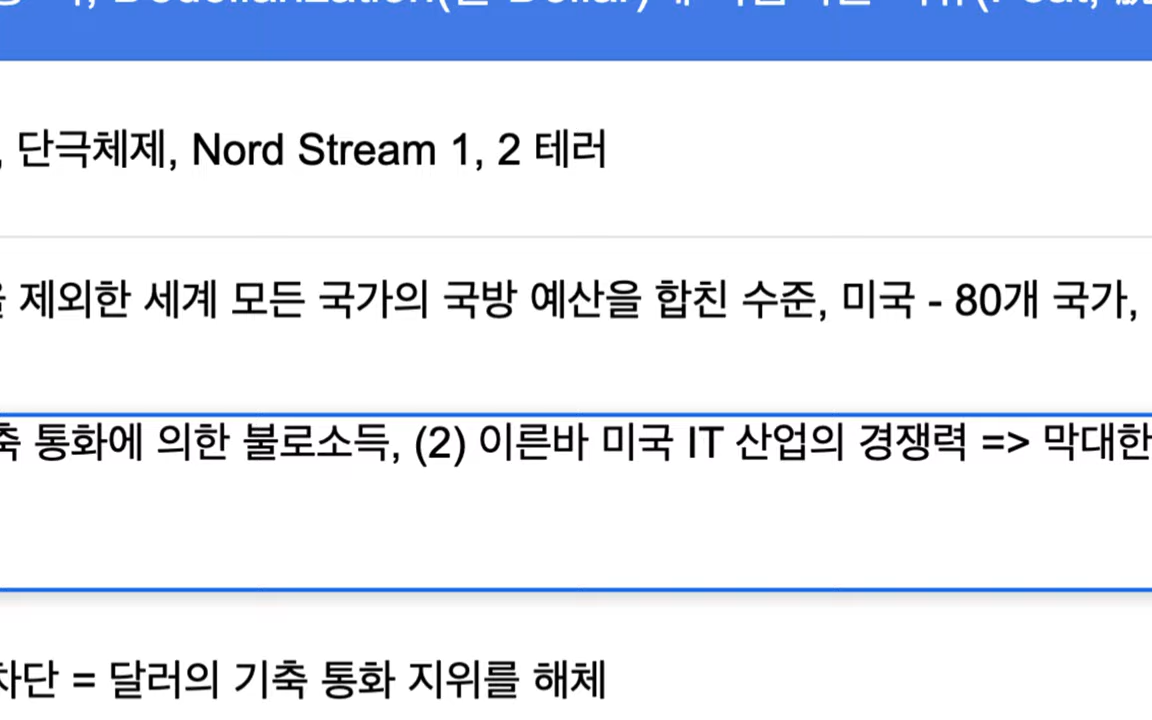 , 단극체제, Nord Stream 1, 2 테러
제외한 세계 모든 국가의 국방 예산을 합친 수준, 미국 - 80개 국가,
축 통화에 의한 불로소득, (2) 이른바 미국 IT 산업의 경쟁력 => 막대한
차단 = 달러의 기축 통화 지위를 해체